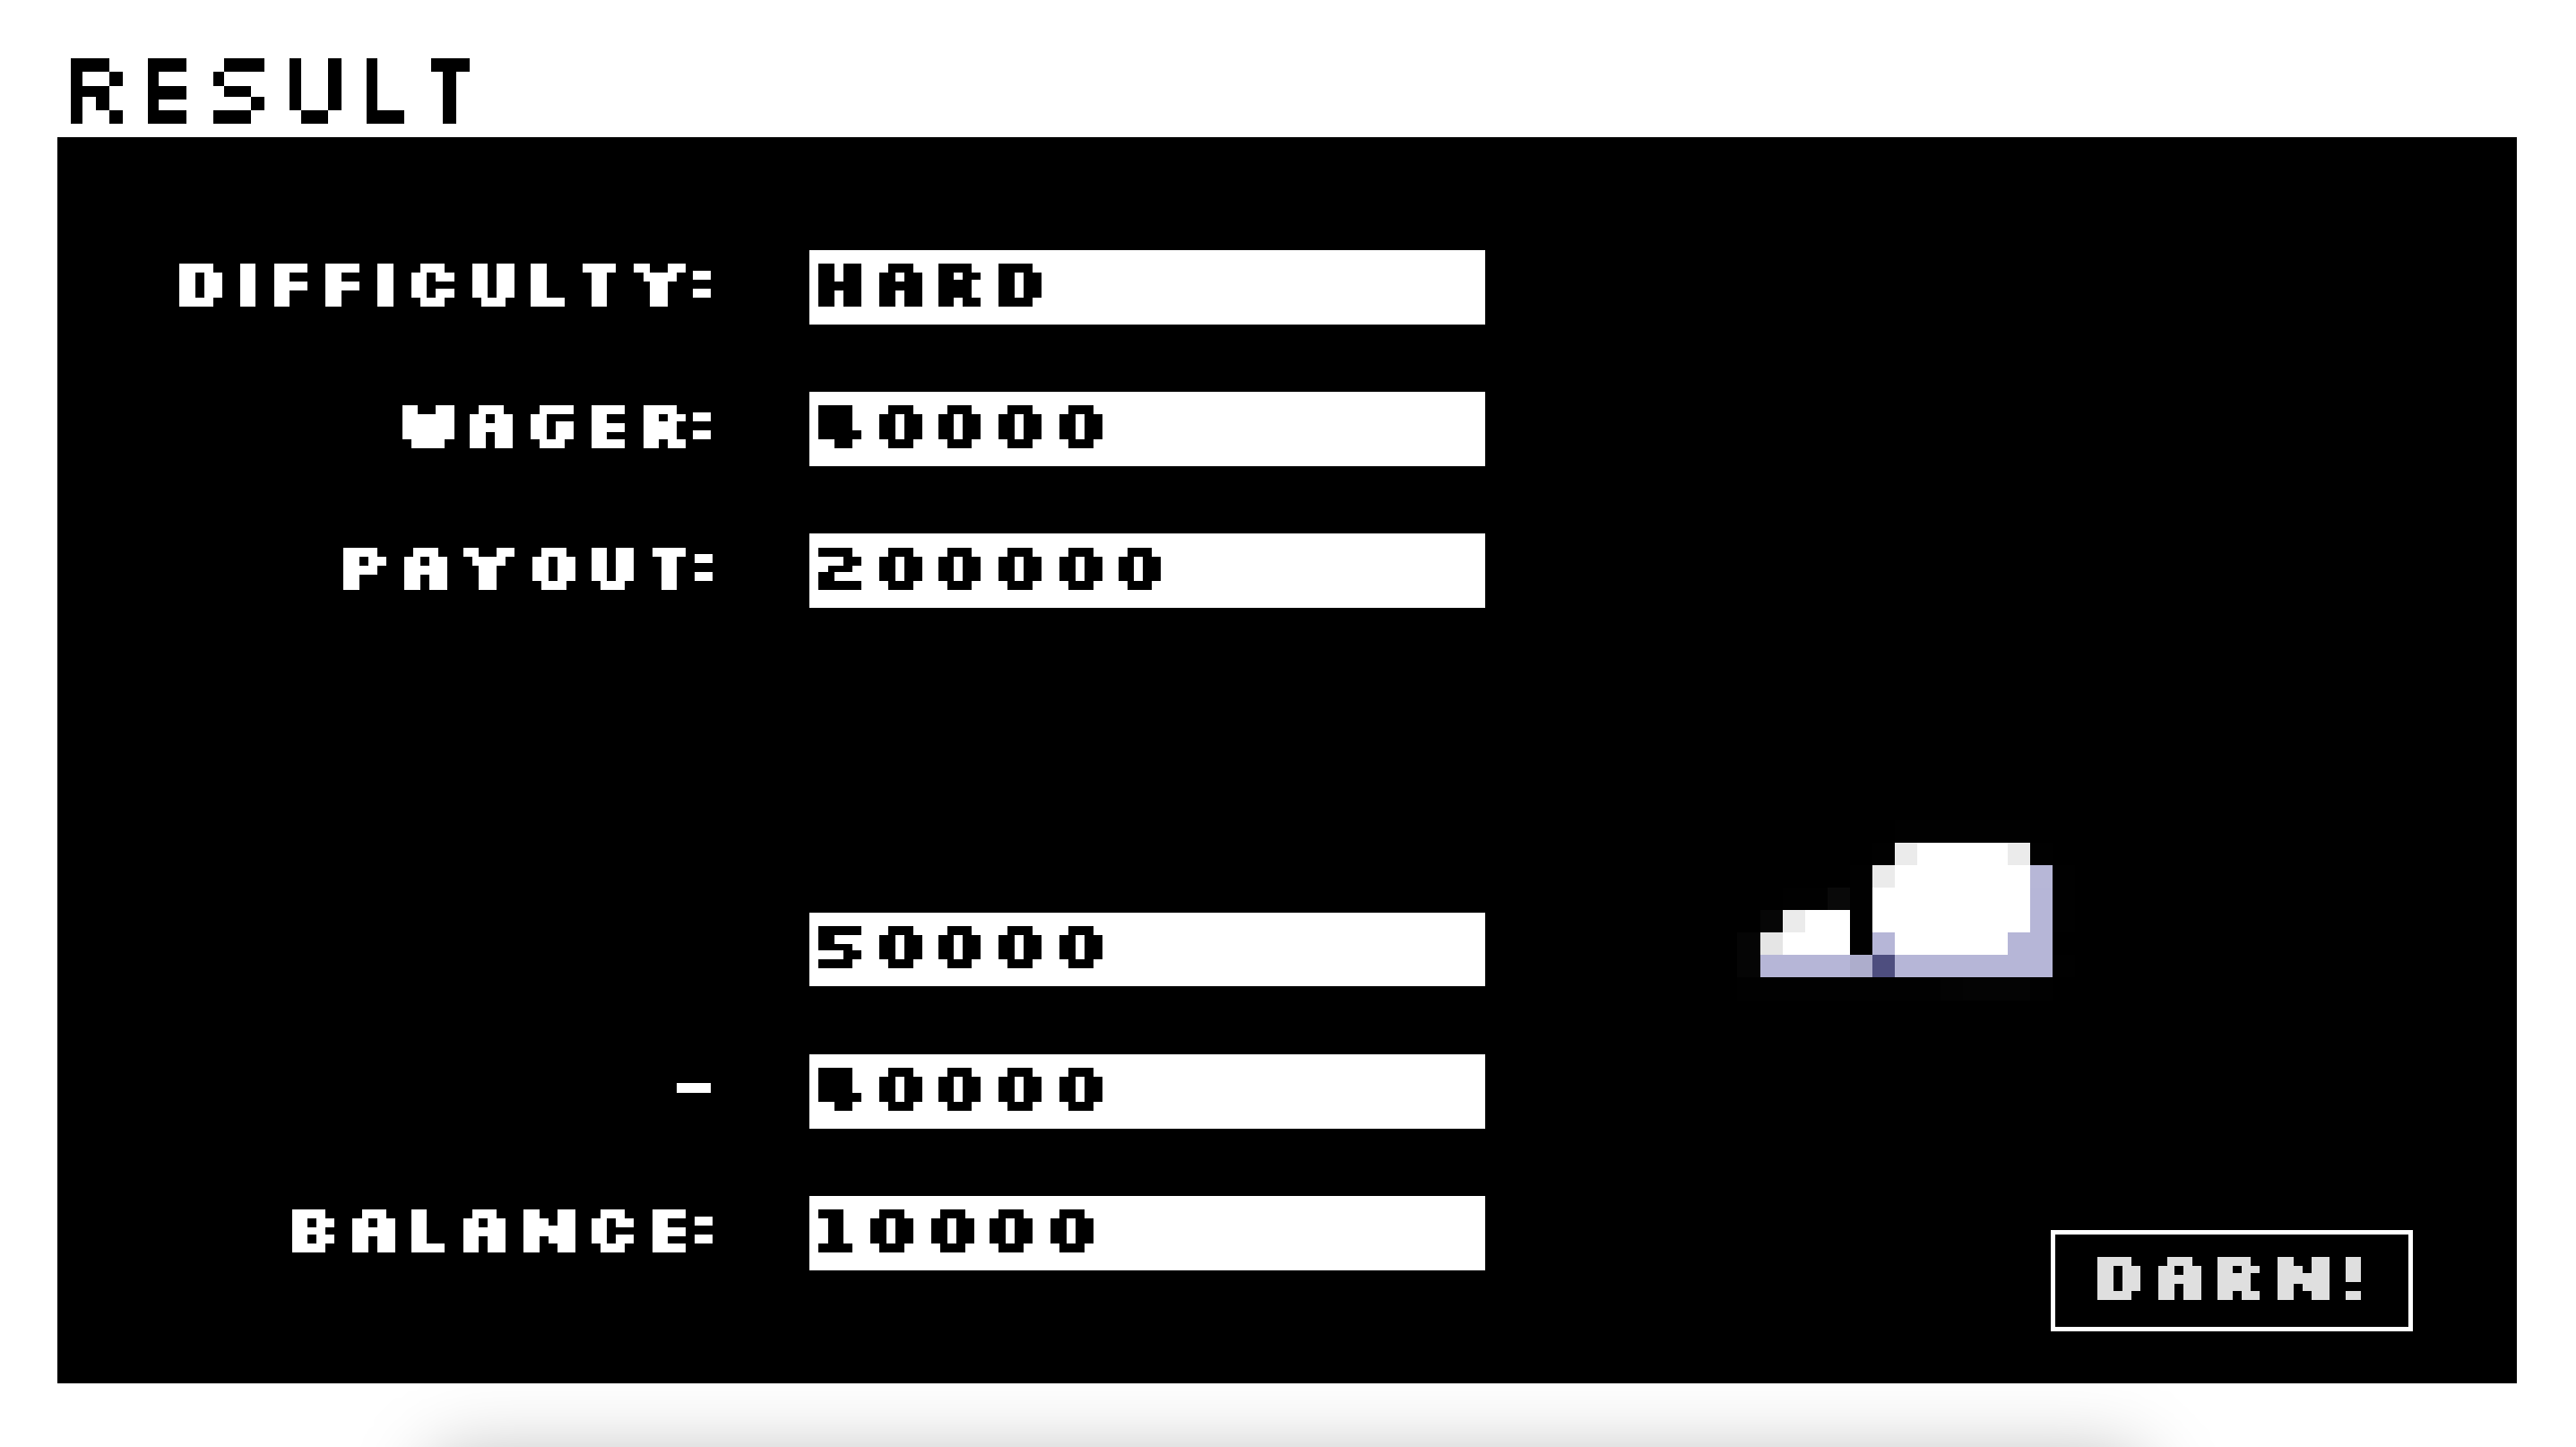 RESULT
DIFFICULTY: HARD
WAGER: 40000
PAYOUT: 200000
50000
- 40000
BALANCE: 10000
DARN!